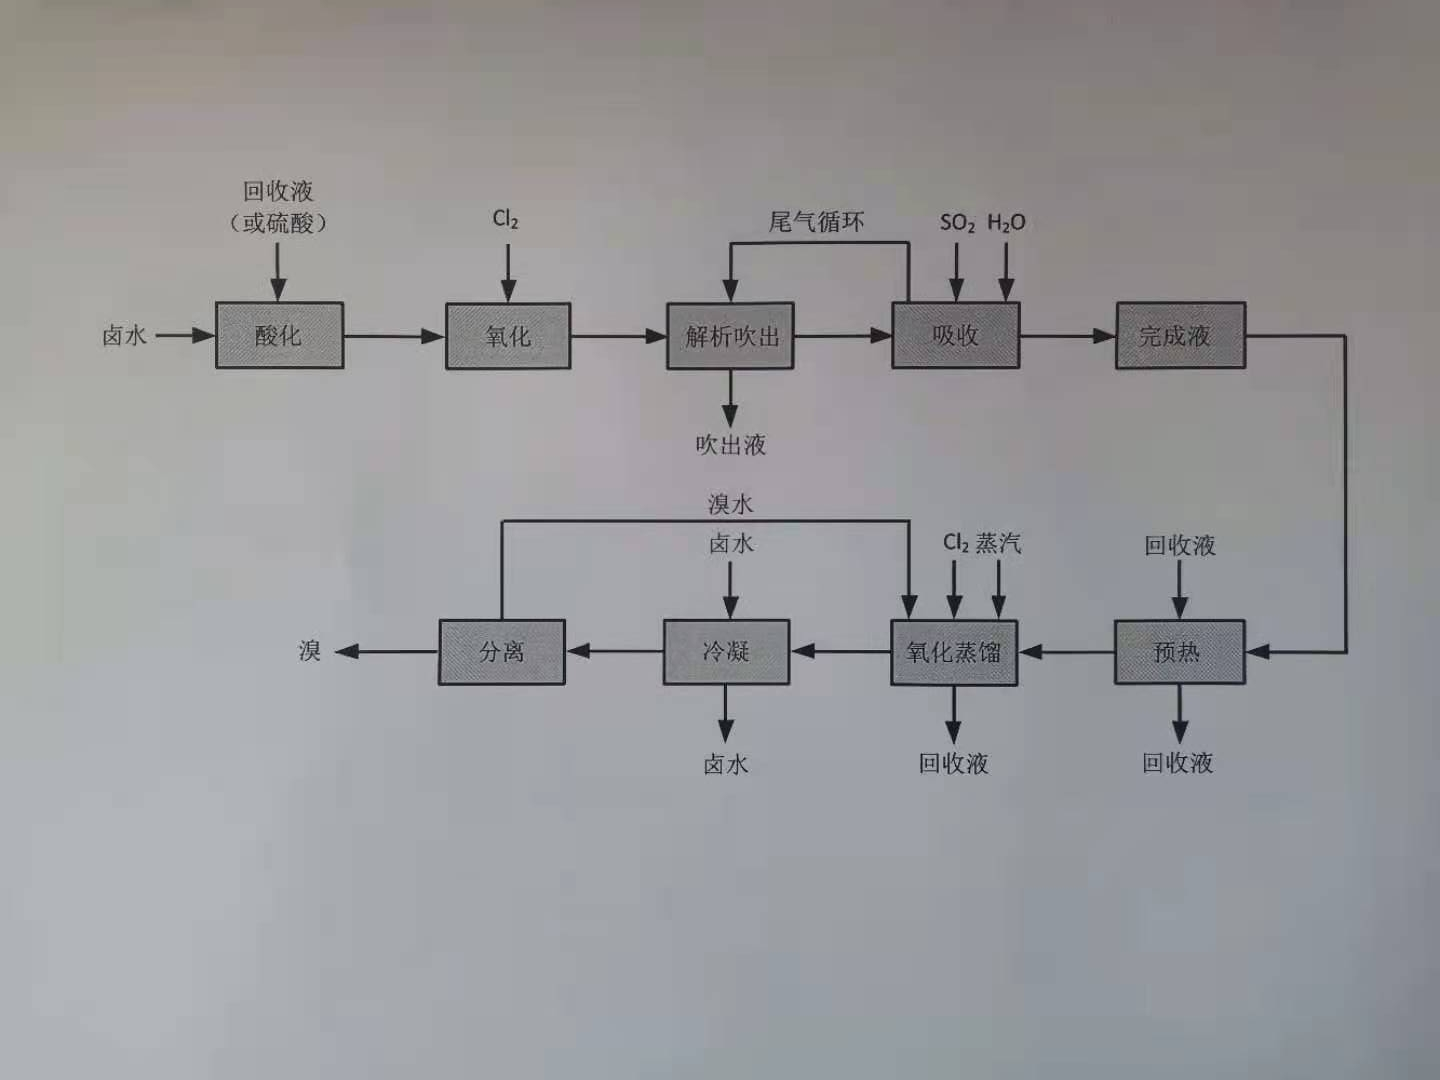 回收液
（或硫酸）
Cl₂
尾气循环
SO₂ H₂O
卤水
酸化
氧化
解析吹出
吸收
完成液
吹出液
溴水
卤水
Cl₂ 蒸汽
回收液
溴
分离
冷凝
氧化蒸馏
预热
卤水
回收液
回收液